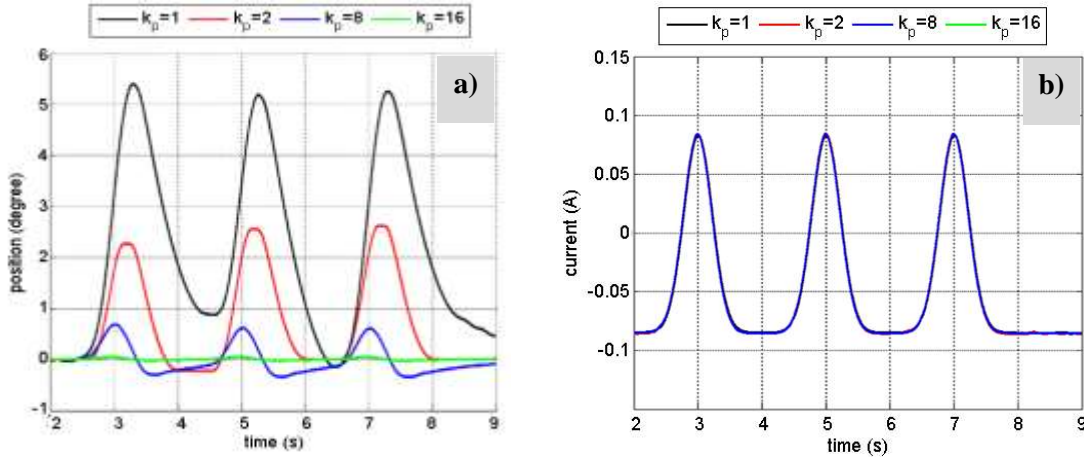 k_p=1 k_p=2 k_p=8 k_p=16
a)
6
5
4
3
2
1
0
-1
position (degree)
2 3 4 5 6 7 8 9
time (s)
k_p=1 k_p=2 k_p=8 k_p=16
b)
0.15
0.1
0.05
0
-0.05
-0.1
current (A)
2 3 4 5 6 7 8 9
time (s)